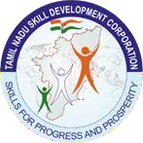 TAMIL NADU SKILL DEVELOPMENT CORPORATION
SKILLS FOR PROGRESS AND PROSPERITY